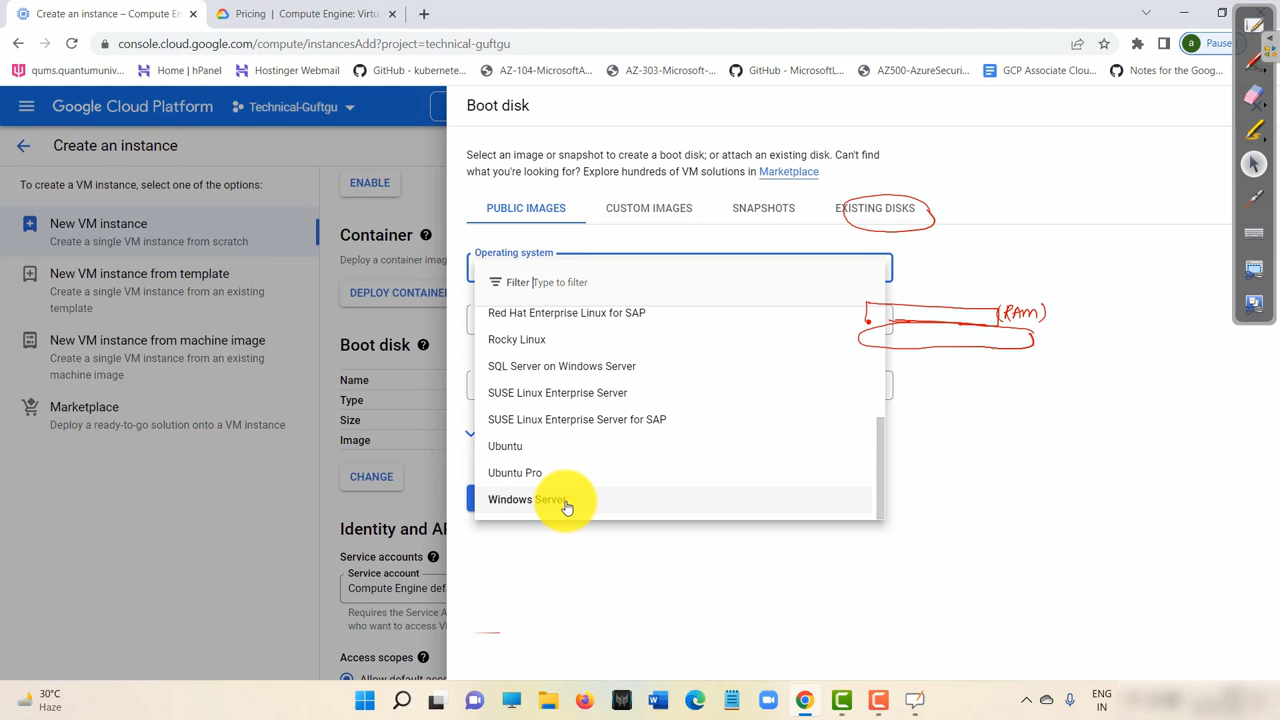 Create an instance – Compute En
Pricing | Compute Engine: Virtu
console.cloud.google.com/compute/instancesAdd?project=technical-guftgu
Paused
qums.quantumuniv...
Home | hPanel
Hostinger Webmail
GitHub - kubernete...
AZ-104-MicrosoftA...
AZ-303-Microsoft-...
GitHub - MicrosoftL...
AZ500-AzureSecuri...
GCP Associate Clou...
Notes for the Goog...
Google Cloud Platform
Technical-Guftgu
Create an instance
To create a VM instance, select one of the options:
New VM instance
Create a single VM instance from scratch
New VM instance from template
Create a single VM instance from an existing
template
New VM instance from machine image
Create a single VM instance from an existing
machine image
Marketplace
Deploy a ready-to-go solution onto a VM instance
ENABLE
Container
Deploy a container imag
DEPLOY CONTAINE
Boot disk
Name
Type
Size
Image
CHANGE
Identity and AP
Service accounts
Service account
Compute Engine def
Requires the Service A
who want to access VM
Access scopes
Allow default acces
Boot disk
Select an image or snapshot to create a boot disk; or attach an existing disk. Can't find
what you're looking for? Explore hundreds of VM solutions in Marketplace
PUBLIC IMAGES
CUSTOM IMAGES
SNAPSHOTS
EXISTING DISKS
Operating system
Filter Type to filter
Red Hat Enterprise Linux for SAP
Rocky Linux
SQL Server on Windows Server
SUSE Linux Enterprise Server
SUSE Linux Enterprise Server for SAP
Ubuntu
Ubuntu Pro
Windows Server
(RAM)
30°C
Haze
ENG
IN